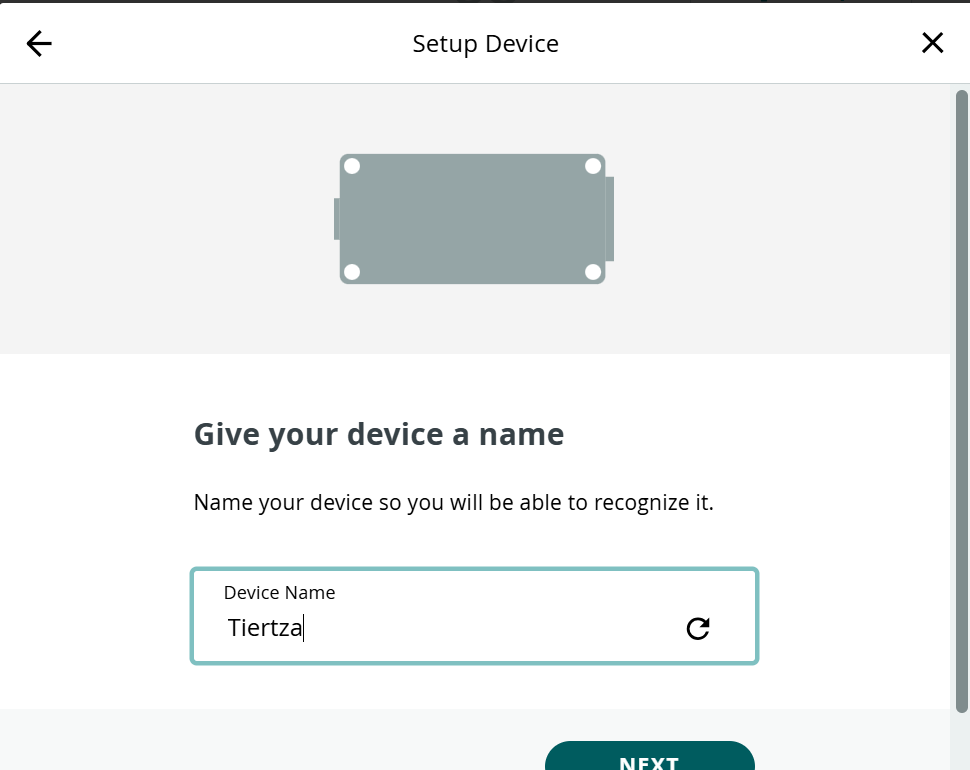 Setup Device
Give your device a name
Name your device so you will be able to recognize it.
Device Name
Tiertza
NEXT